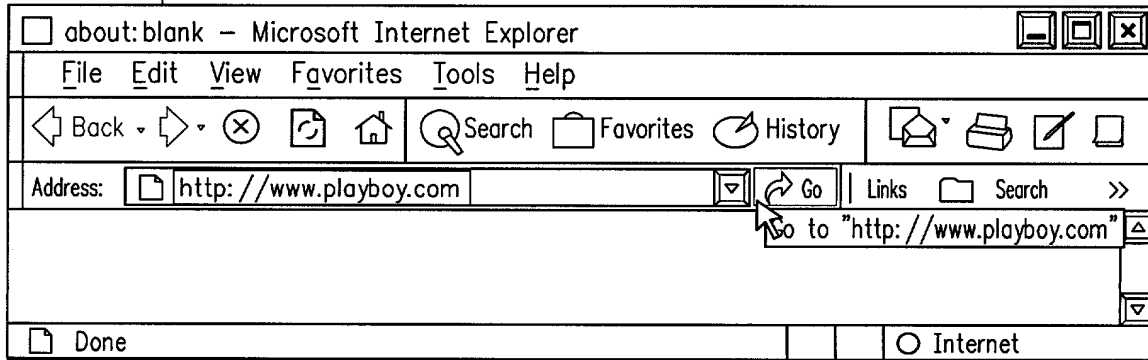 about:blank – Microsoft Internet Explorer
File Edit View Favorites Tools Help
Back Search Favorites History
Address: http://www.playboy.com Go Links Search >>
Go to "http://www.playboy.com"
Done Internet